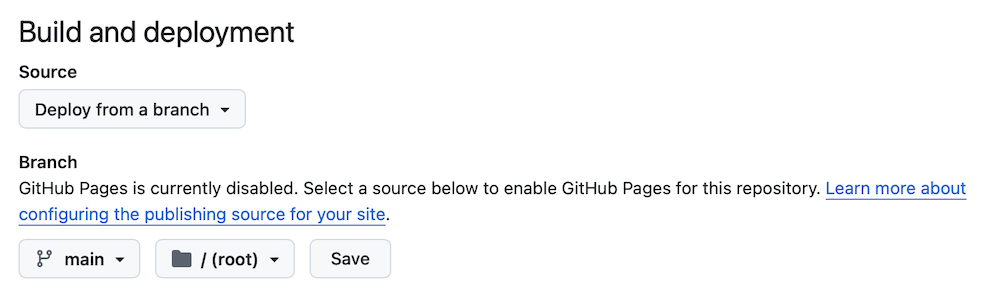 Build and deployment
Source
Deploy from a branch
Branch
GitHub Pages is currently disabled. Select a source below to enable GitHub Pages for this repository. Learn more about
configuring the publishing source for your site.
main / (root) Save